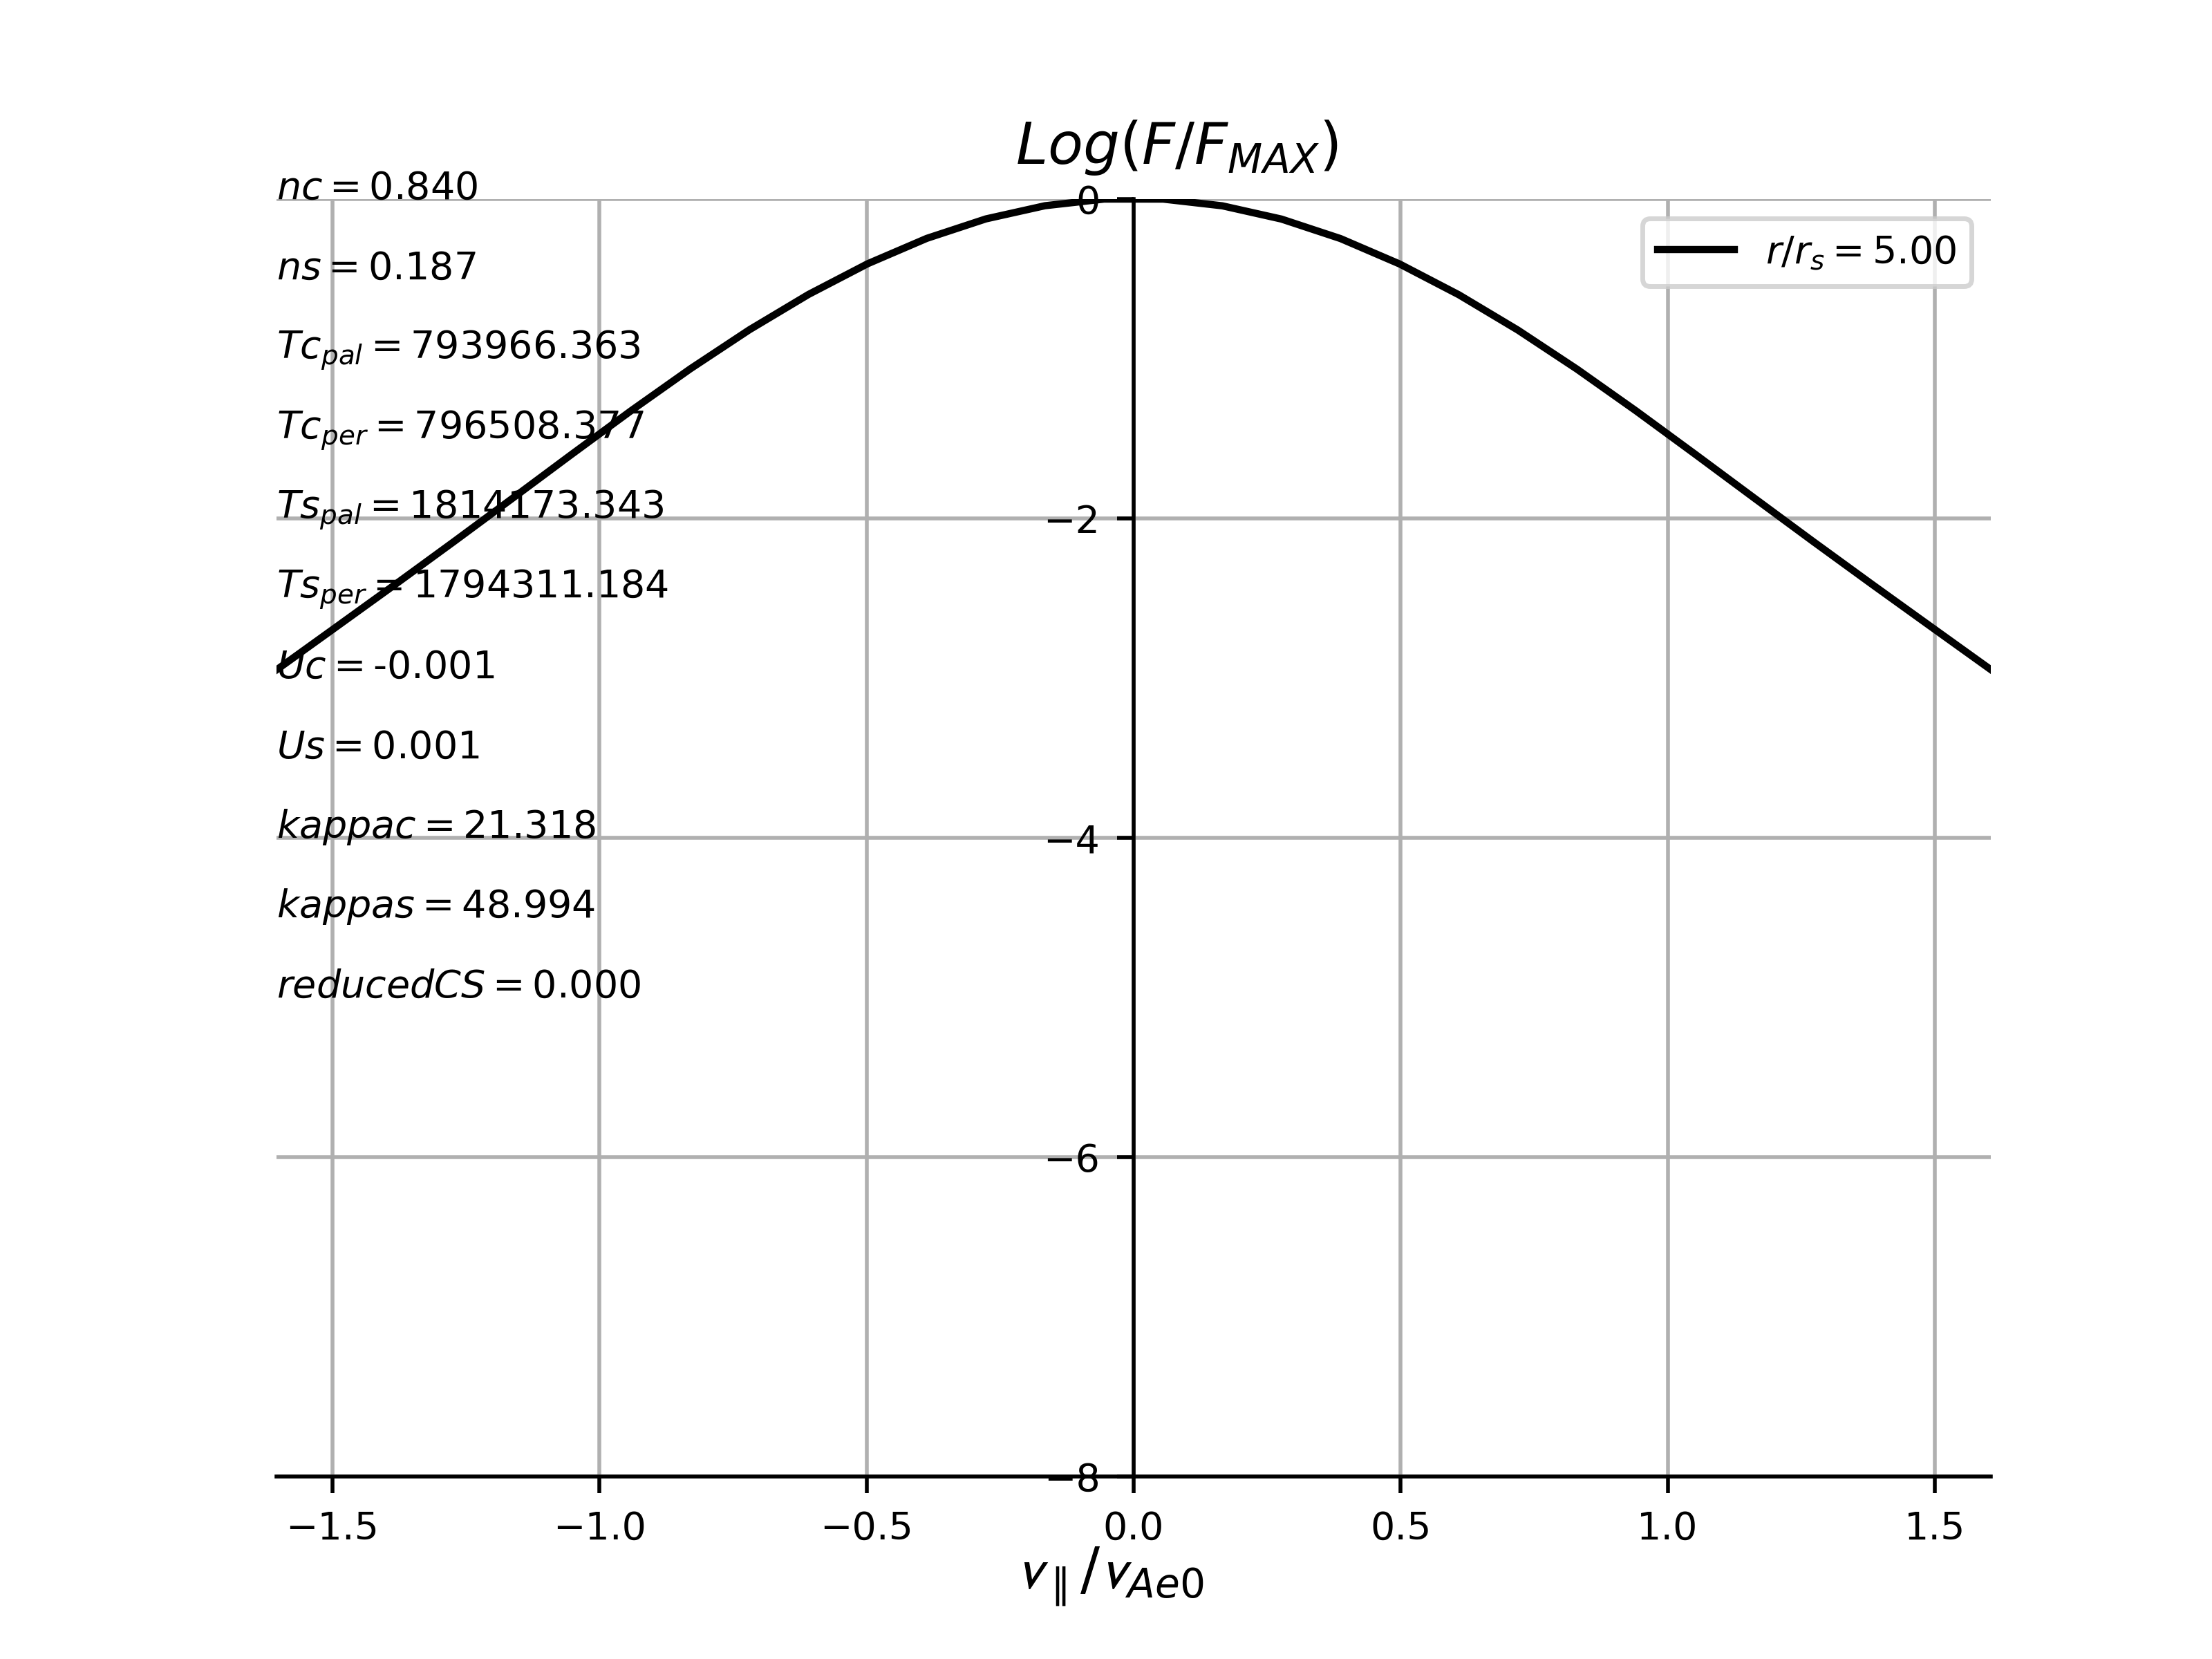 Log(F/F_MAX)
nc = 0.840
0
r/r_s = 5.00
ns = 0.187
Tc_pal = 793966.363
Tc_per = 796508.377
Ts_pal = 1814173.343
−2
Ts_per = 1794311.184
Uc = -0.001
Us = 0.001
kappac = 21.318
−4
kappas = 48.994
reducedCS = 0.000
−6
−8
−1.5 −1.0 −0.5 0.0 0.5 1.0 1.5
v_∥/v_Ae0